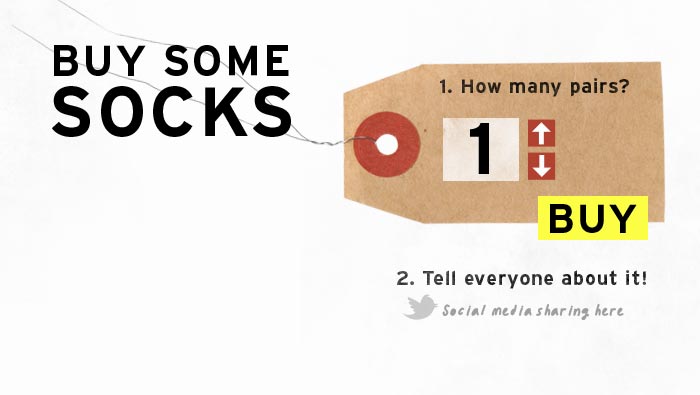 BUY SOME
SOCKS
1. How many pairs?
1
BUY
2. Tell everyone about it!
Social media sharing here